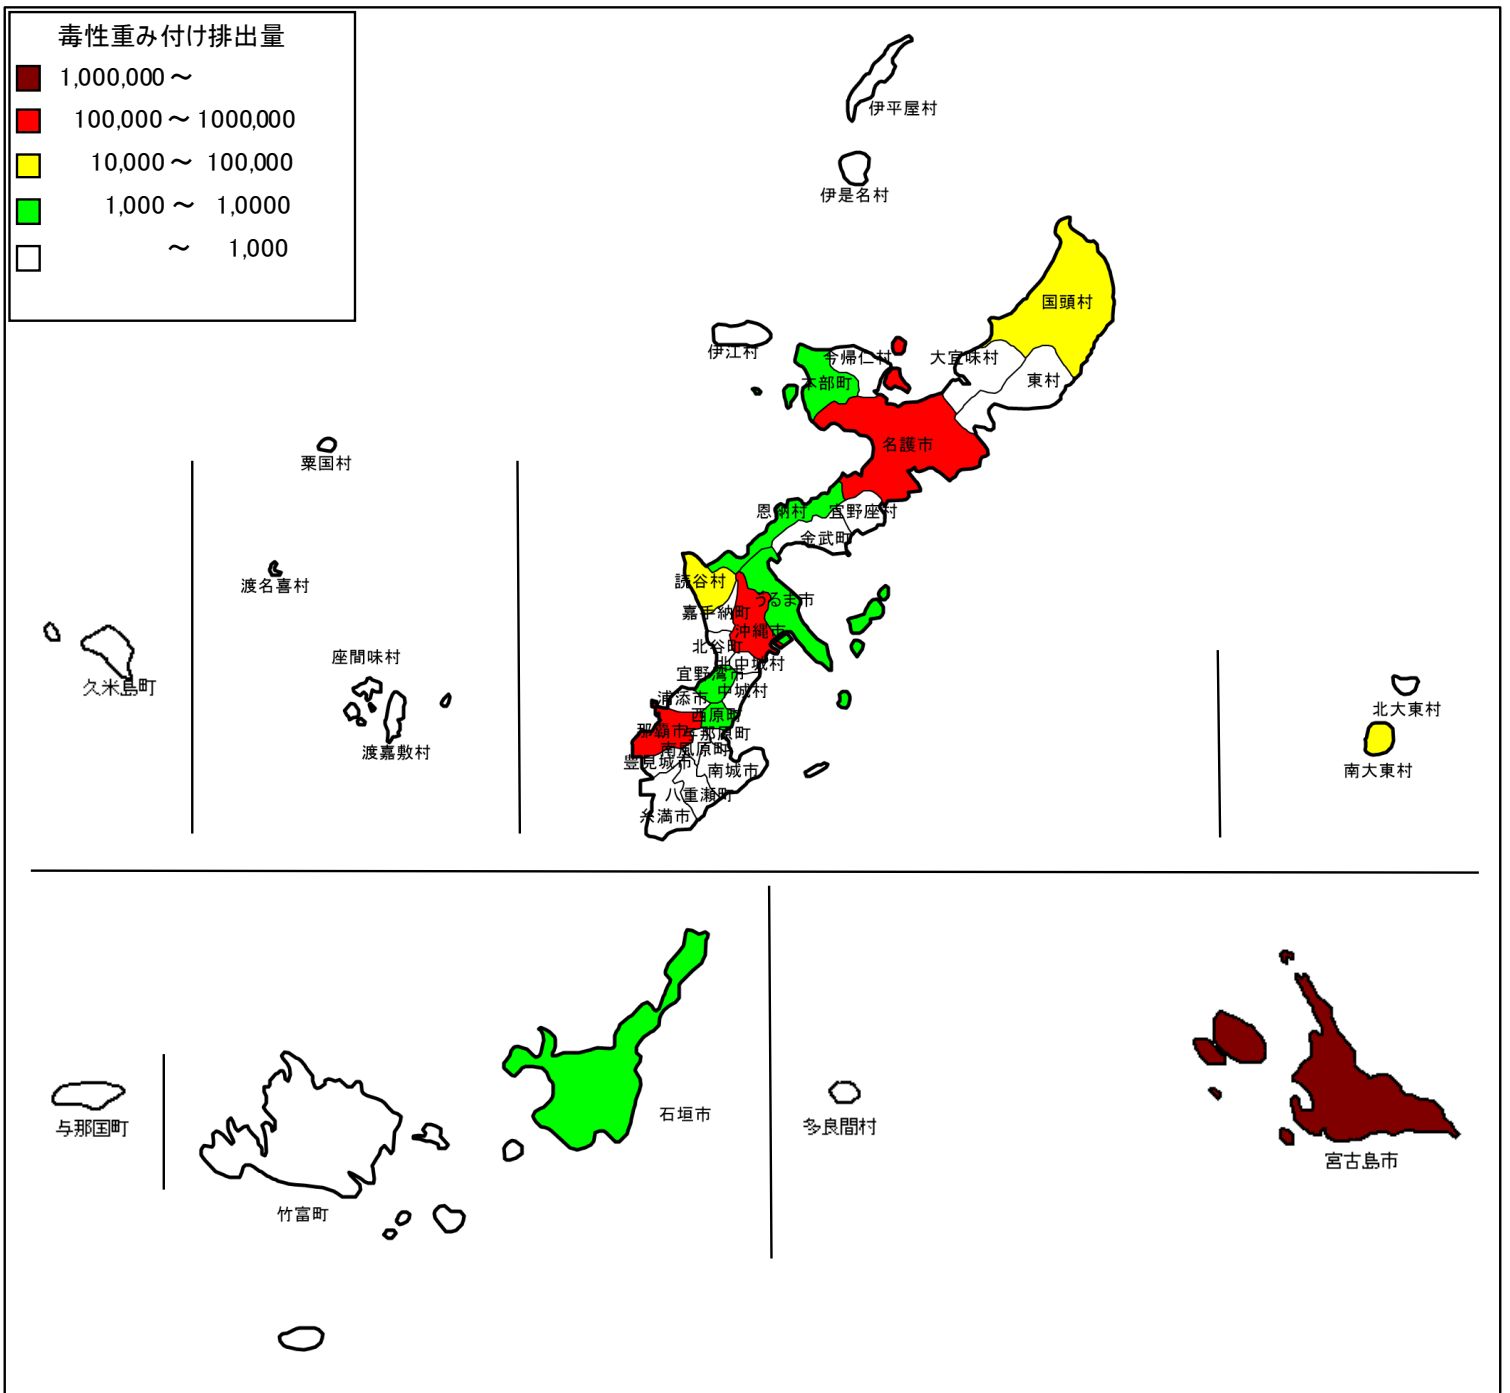 毒性重み付け排出量
1,000,000～
100,000～1000,000
10,000～ 100,000
1,000～ 1,0000
～ 1,000
伊平屋村
伊是名村
国頭村
伊江村
今帰仁村
大宜味村
本部町
東村
名護市
粟国村
恩納村
宜野座村
金武町
渡名喜村
読谷村
うるま市
嘉手納町
沖縄市
北谷町
座間味村
北中城村
宜野湾市
久米島町
中城村
浦添市
北大東村
西原町
那覇市
与那原町
渡嘉敷村
南風原町
豊見城市
南城市
南大東村
八重瀬町
糸満市
石垣市
与那国町
多良間村
宮古島市
竹富町